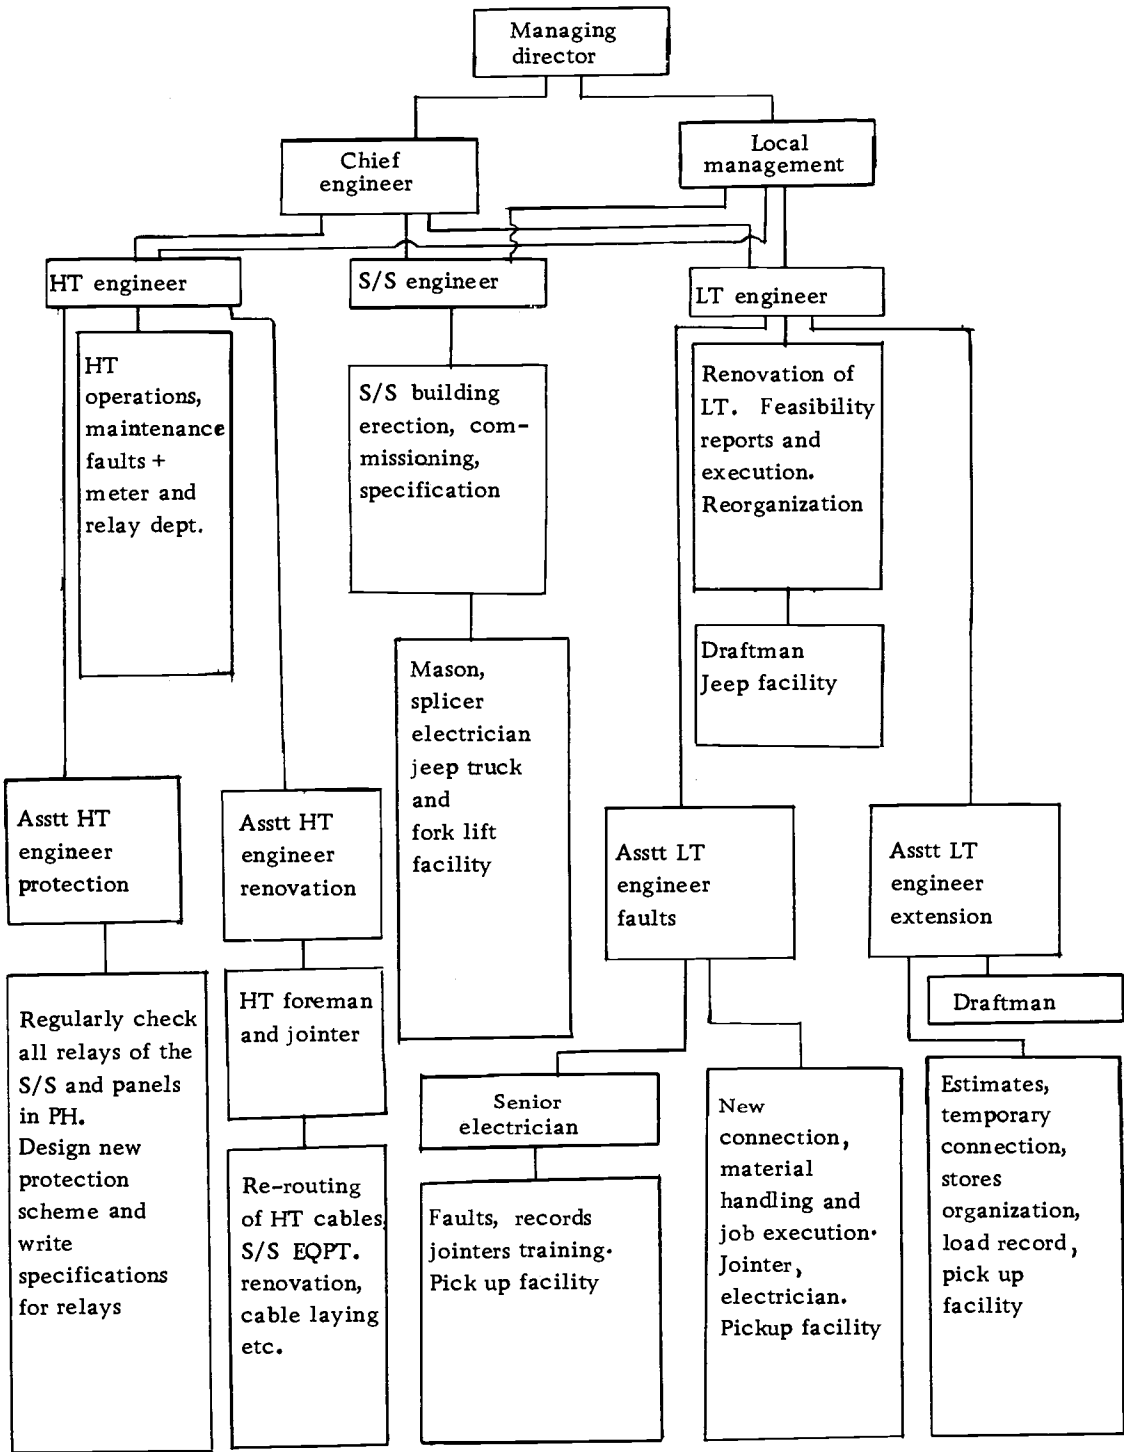 Managing
director
Chief
engineer
Local
management
HT engineer
S/S engineer
LT engineer
HT
operations,
maintenance
faults +
meter and
relay dept.
S/S building
erection, com-
missioning,
specification
Renovation of
LT. Feasibility
reports and
execution.
Reorganization
Draftman
Jeep facility
Mason,
splicer
electrician
jeep truck
and
fork lift
facility
Asstt HT
engineer
protection
Asstt HT
engineer
renovation
Asstt LT
engineer
faults
Asstt LT
engineer
extension
Regularly check
all relays of the
S/S and panels
in PH.
Design new
protection
scheme and
write
specifications
for relays
HT foreman
and jointer
Re-routing
of HT cables,
S/S EQPT.
renovation,
cable laying
etc.
Senior
electrician
Faults, records
jointers training.
Pick up facility
New
connection,
material
handling and
job execution.
Jointer,
electrician.
Pickup facility
Draftman
Estimates,
temporary
connection,
stores
organization,
load record,
pick up
facility